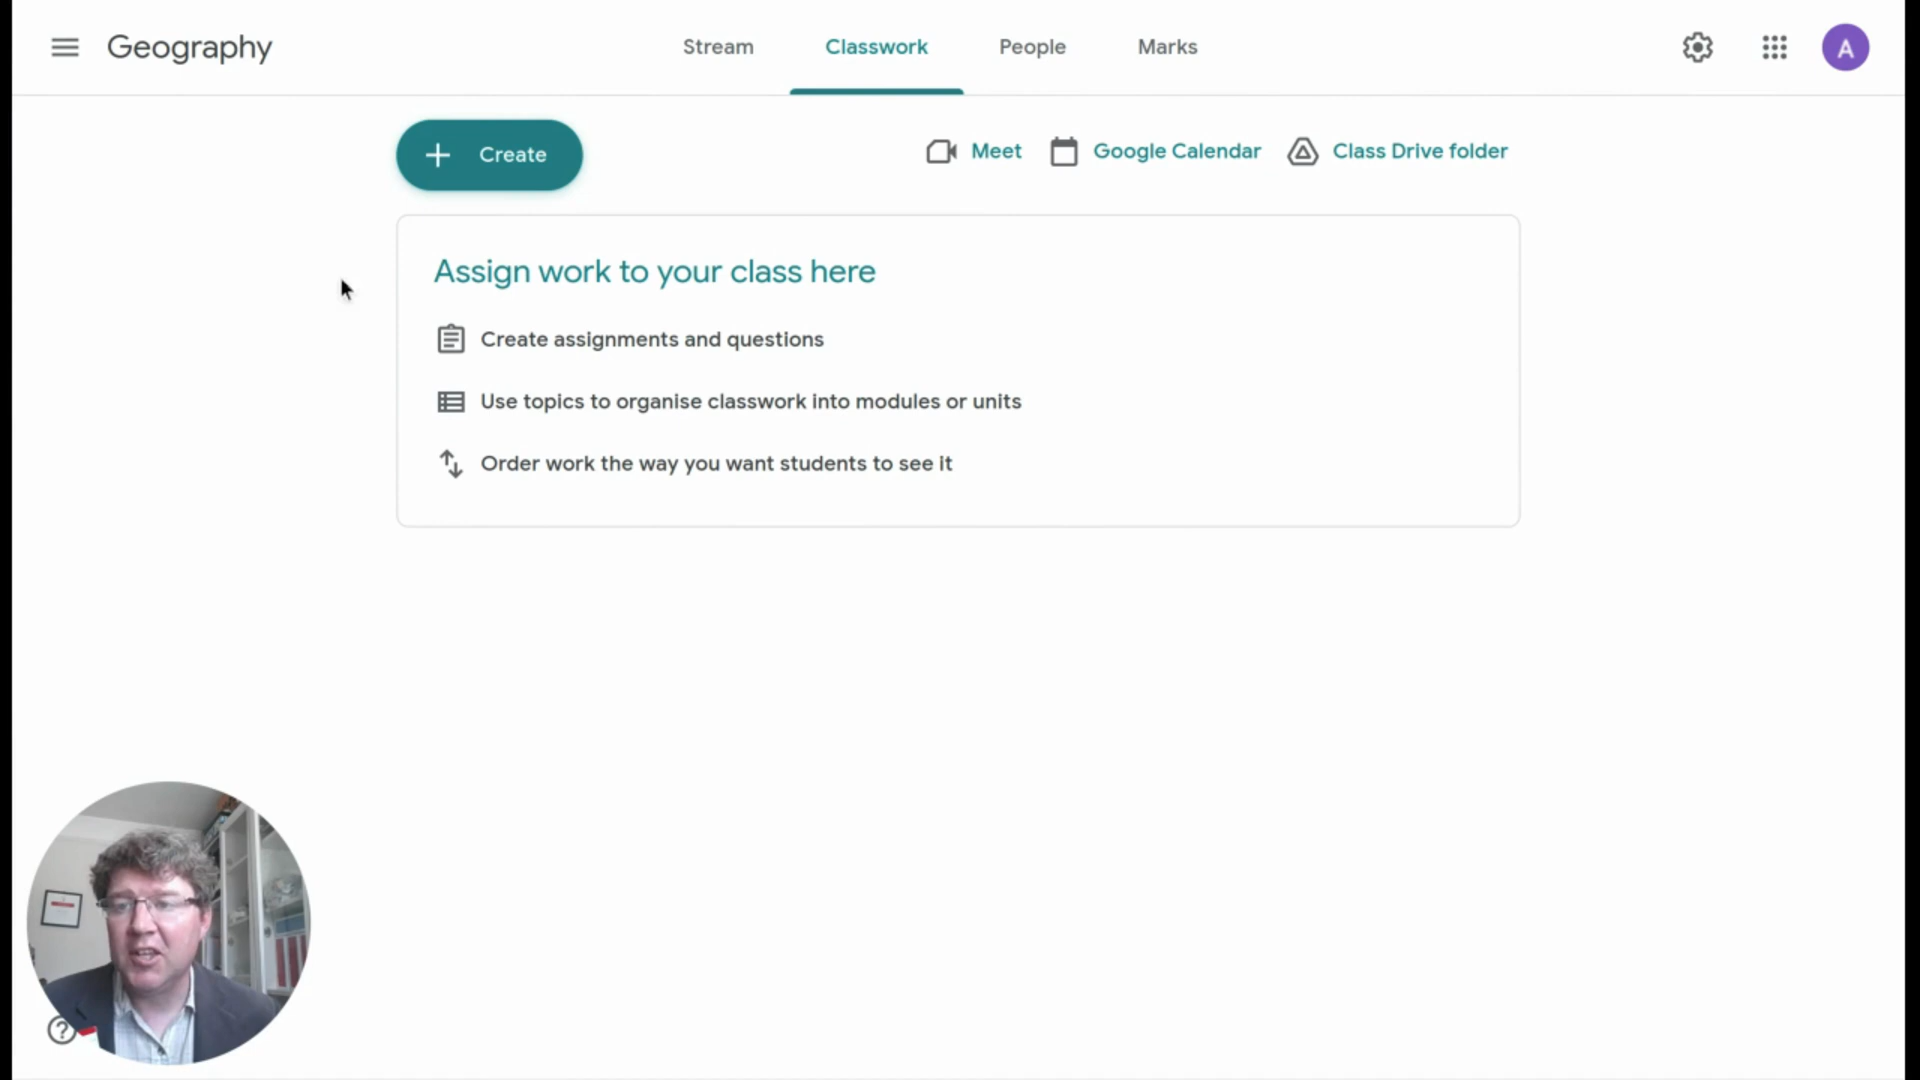 Geography
Stream
Classwork
People
Marks
A
Create
Meet
Google Calendar
Class Drive folder
Assign work to your class here
Create assignments and questions
Use topics to organise classwork into modules or units
Order work the way you want students to see it